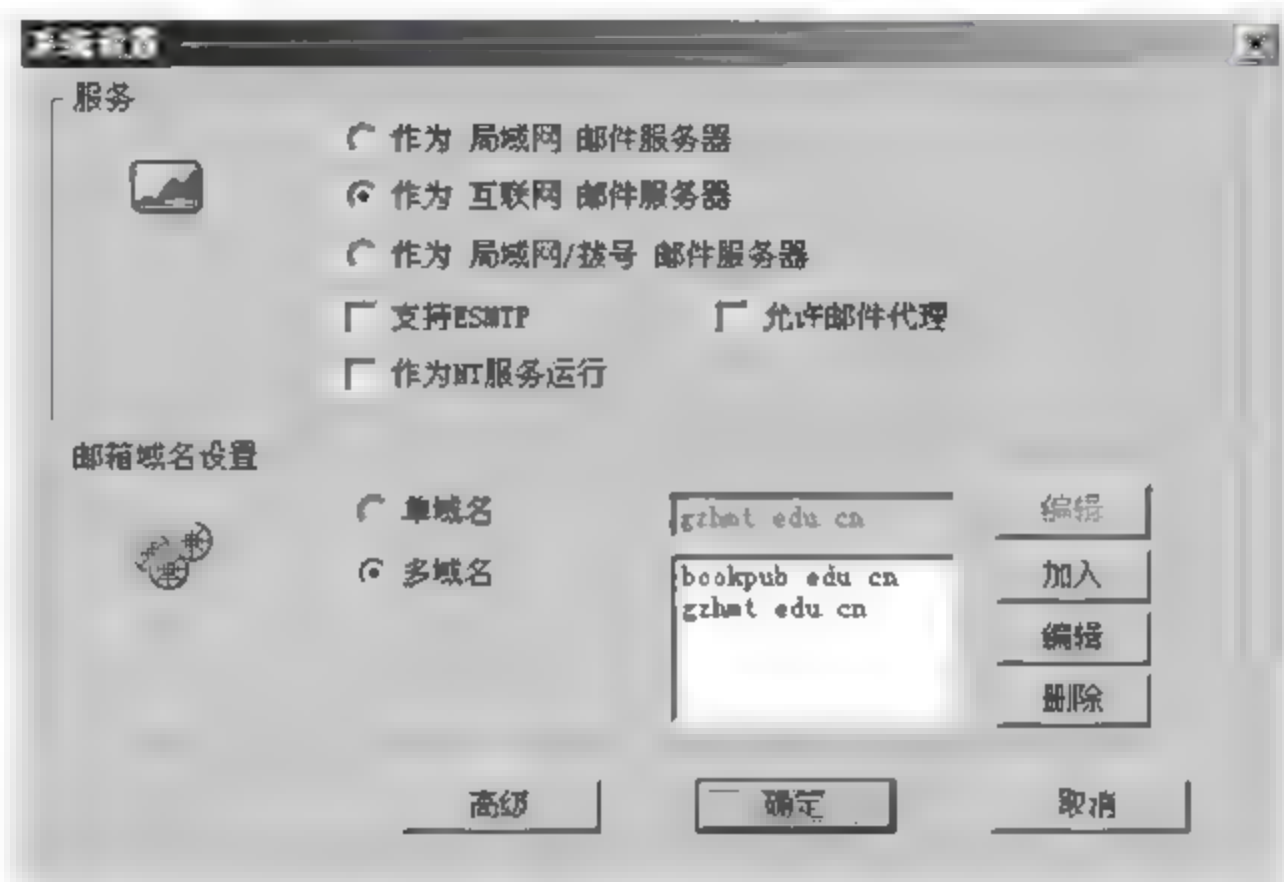 系统设置
服务
作为 局域网 邮件服务器
作为 互联网 邮件服务器
作为 局域网/拨号 邮件服务器
支持ESMTP
允许邮件代理
作为NT服务运行
邮箱域名设置
单域名
gzhmt edu cn
编辑
多域名
bookpub edu cn
gzhmt edu cn
加入
编辑
删除
高级
确定
取消